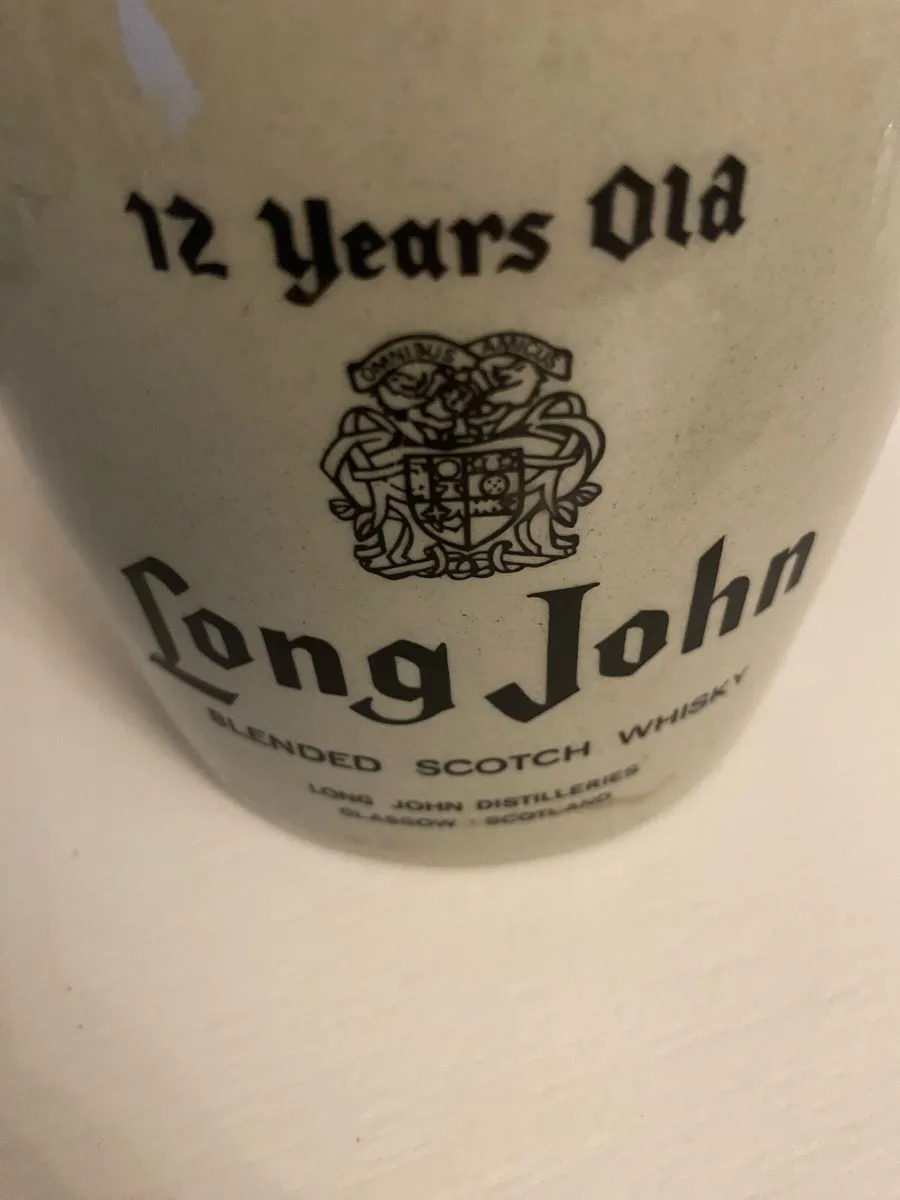 12 Years Old
OMNIBUS AMICUS
Long John
BLENDED SCOTCH WHISKY
LONG JOHN DISTILLERIES
GLASGOW - SCOTLAND